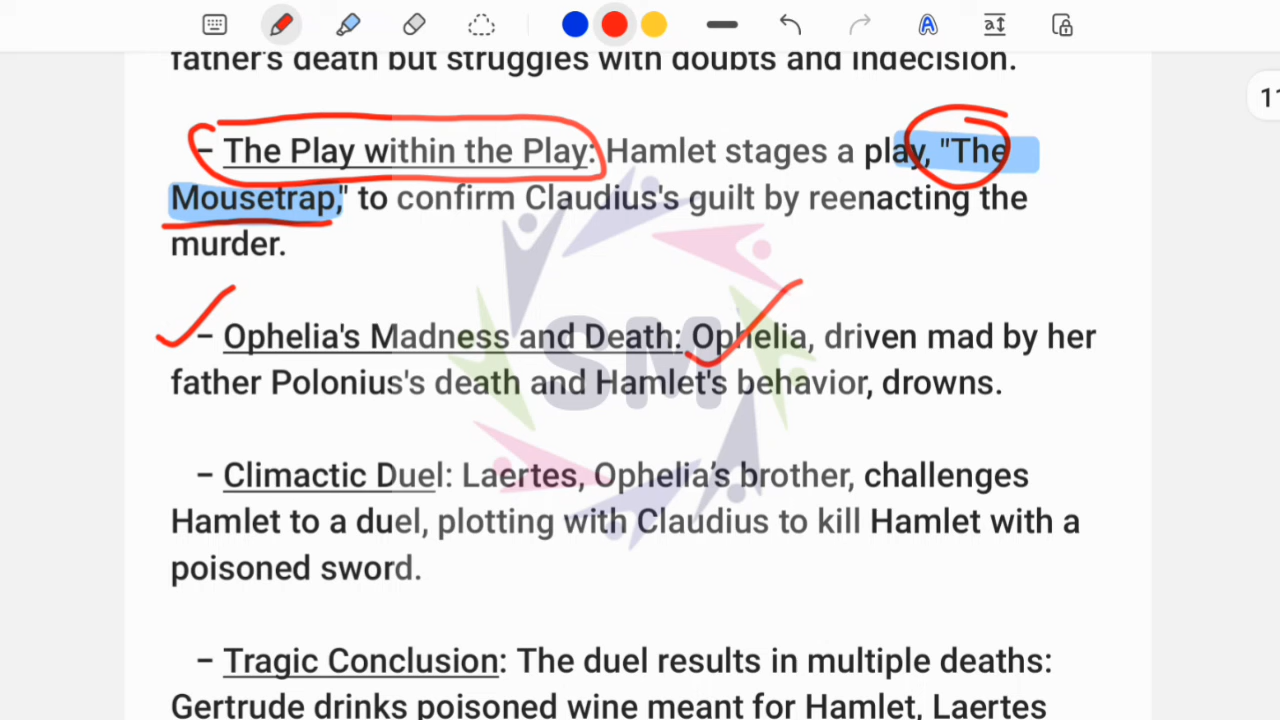 father's death but struggles with doubts and indecision.
– The Play within the Play: Hamlet stages a play, "The
Mousetrap," to confirm Claudius's guilt by reenacting the
murder.
– Ophelia's Madness and Death: Ophelia, driven mad by her
father Polonius's death and Hamlet's behavior, drowns.
– Climactic Duel: Laertes, Ophelia's brother, challenges
Hamlet to a duel, plotting with Claudius to kill Hamlet with a
poisoned sword.
– Tragic Conclusion: The duel results in multiple deaths:
Gertrude drinks poisoned wine meant for Hamlet, Laertes
SM